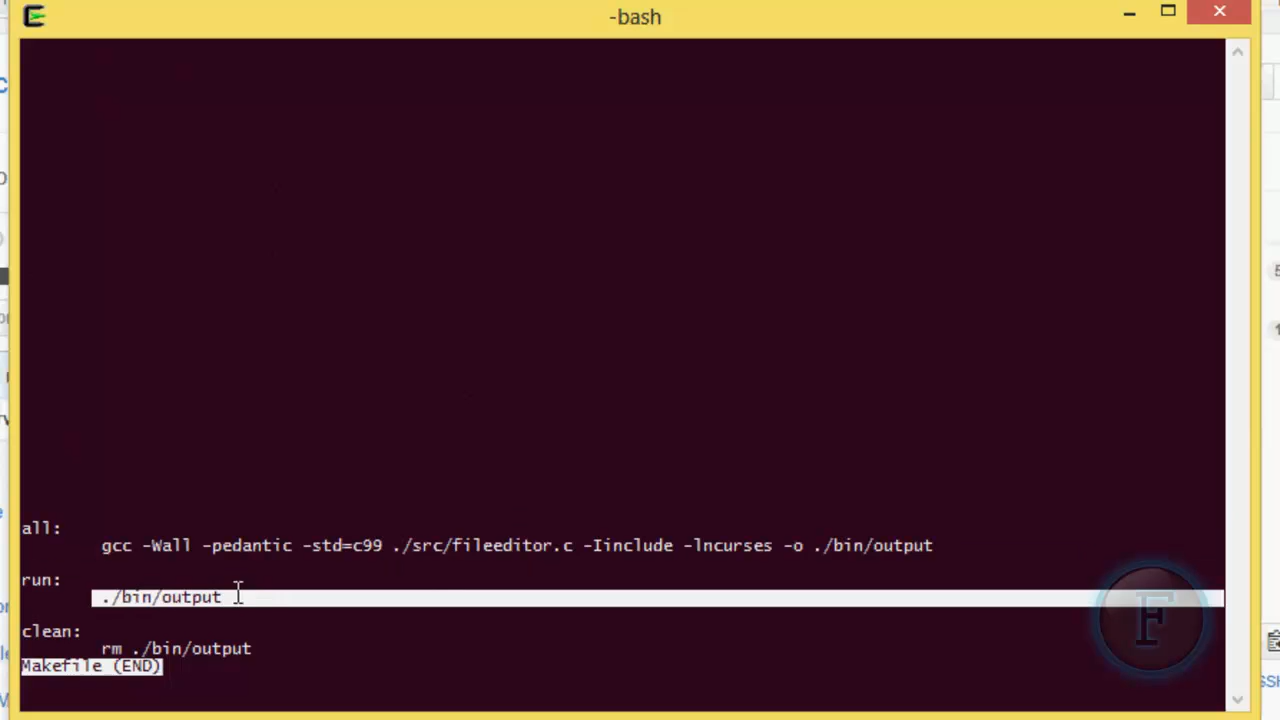 -bash
all:
gcc -Wall -pedantic -std=c99 ./src/fileeditor.c -Iinclude -lncurses -o ./bin/output
run:
./bin/output
clean:
rm ./bin/output
Makefile (END)
F